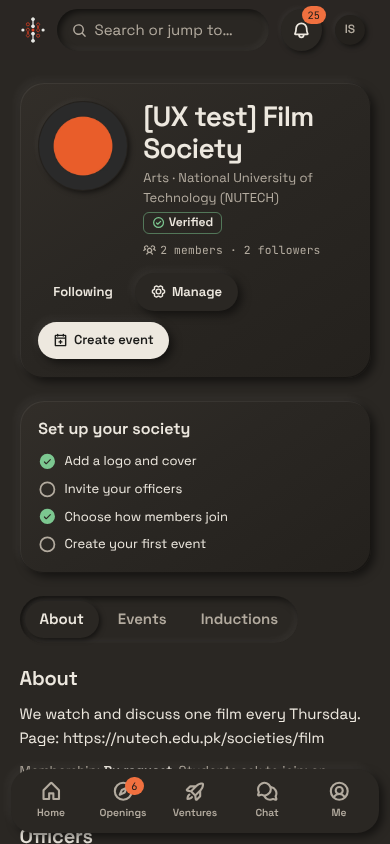 Search or jump to...
25
IS
[UX test] Film
Society
Arts · National University of
Technology (NUTECH)
Verified
2 members · 2 followers
Following
Manage
Create event
Set up your society
Add a logo and cover
Invite your officers
Choose how members join
Create your first event
About
Events
Inductions
About
We watch and discuss one film every Thursday.
Page: https://nutech.edu.pk/societies/film
6
Home
Openings
Ventures
Chat
Me
Officers